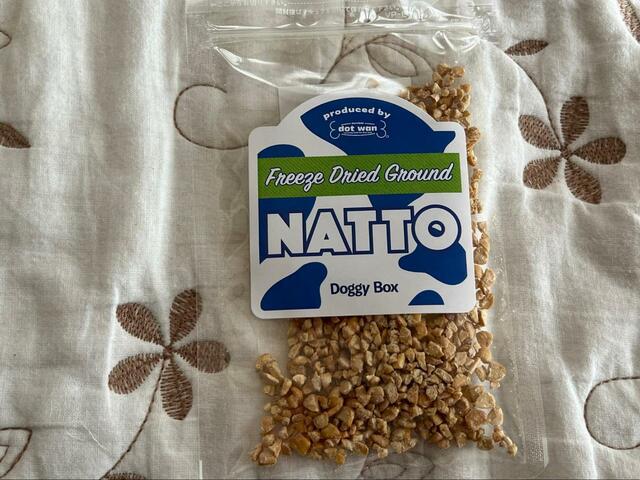 produced by
dot wan
Freeze Dried Ground
NATTO
Doggy Box